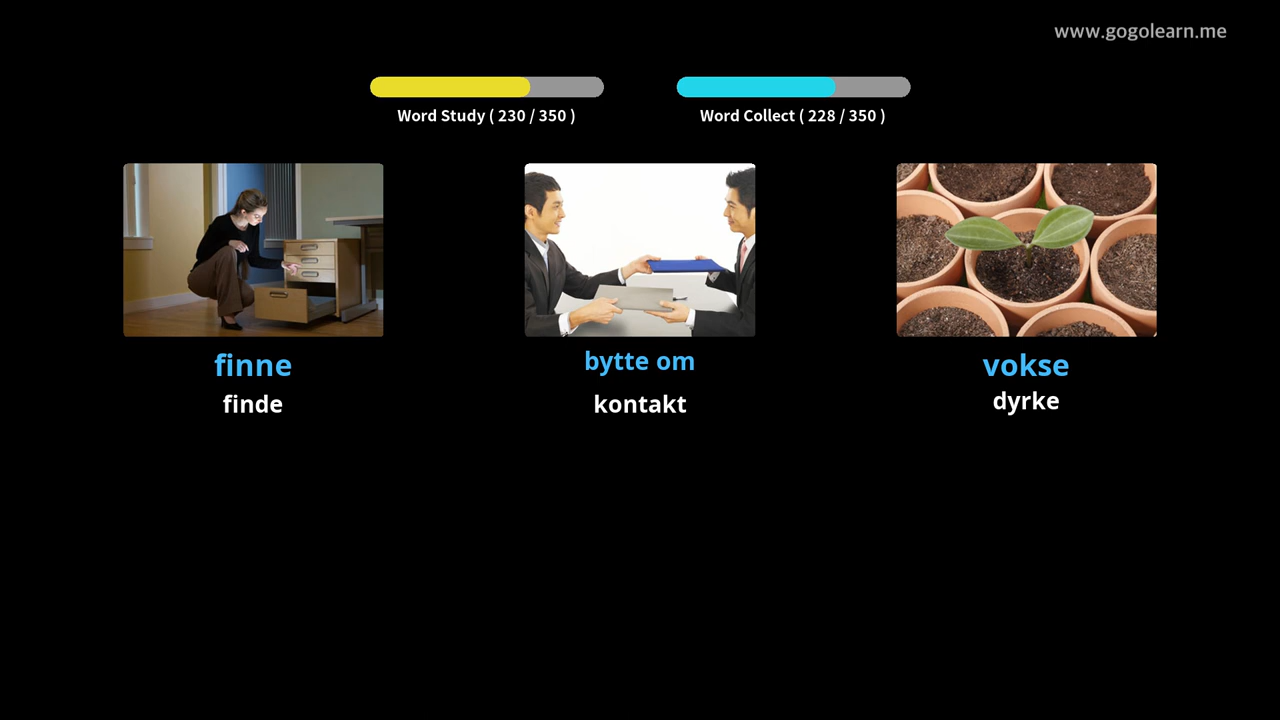 www.gogolearn.me
Word Study ( 230 / 350 )
Word Collect ( 228 / 350 )
finne
finde
bytte om
kontakt
vokse
dyrke